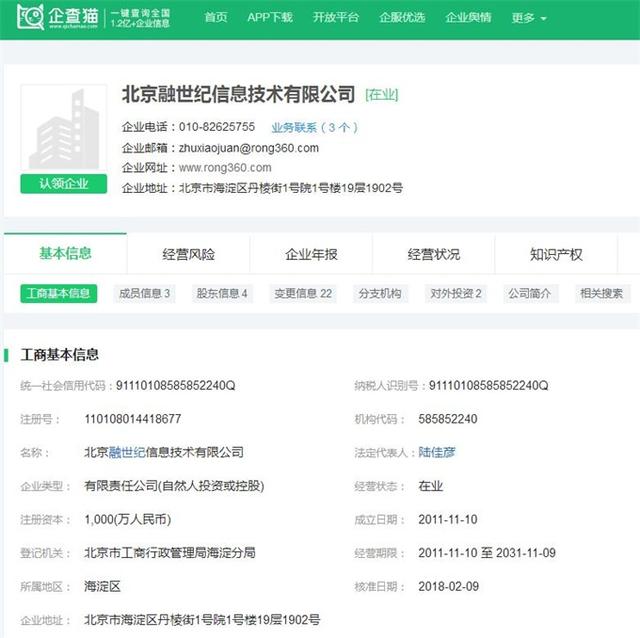 企查猫
www.qichamao.com
一键查询全国
1.2亿+企业信息
首页 APP下载 开放平台 企服优选 企业舆情 更多
北京融世纪信息技术有限公司 [在业]
企业电话：010-82625755 业务联系（3 个）
企业邮箱：zhuxiaojuan@rong360.com
企业网址：www.rong360.com
企业地址：北京市海淀区丹棱街1号院1号楼19层1902号
认领企业
基本信息 经营风险 企业年报 经营状况 知识产权
工商基本信息 成员信息 3 股东信息 4 变更信息 22 分支机构 对外投资 2 公司简介 相关搜索
工商基本信息
统一社会信用代码：91110108585852240Q 纳税人识别号：91110108585852240Q
注册号： 110108014418677 机构代码： 585852240
名称： 北京融世纪信息技术有限公司 法定代表人：陆佳彦
企业类型： 有限责任公司(自然人投资或控股) 经营状态： 在业
注册资本： 1,000(万人民币) 成立日期： 2011-11-10
登记机关： 北京市工商行政管理局海淀分局 经营期限： 2011-11-10 至 2031-11-09
所属地区： 海淀区 核准日期： 2018-02-09
企业地址： 北京市海淀区丹棱街1号院1号楼19层1902号